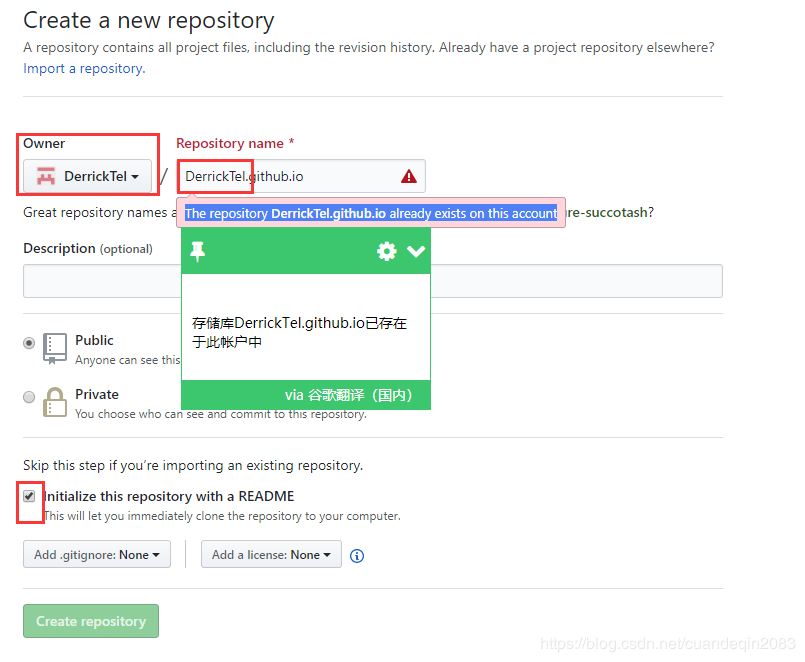 Create a new repository
A repository contains all project files, including the revision history. Already have a project repository elsewhere?
Import a repository.
Owner
Repository name *
DerrickTel
/
DerrickTel.github.io
The repository DerrickTel.github.io already exists on this account
Great repository names a
re-succotash?
Description (optional)
存储库DerrickTel.github.io已存在
于此帐户中
via 谷歌翻译（国内）
Public
Anyone can see this
Private
You choose who can see and commit to this repository.
Skip this step if you're importing an existing repository.
Initialize this repository with a README
This will let you immediately clone the repository to your computer.
Add .gitignore: None
Add a license: None
Create repository
https://blog.csdn.net/cuandeqin2083